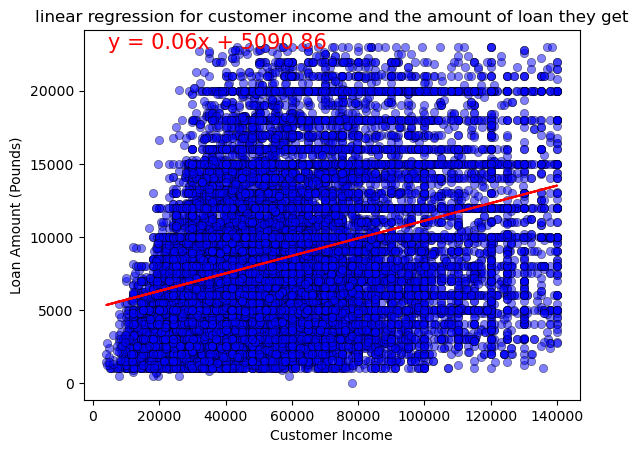 linear regression for customer income and the amount of loan they get
y = 0.06x + 5090.86
Loan Amount (Pounds)
20000
15000
10000
5000
0
0 20000 40000 60000 80000 100000 120000 140000
Customer Income